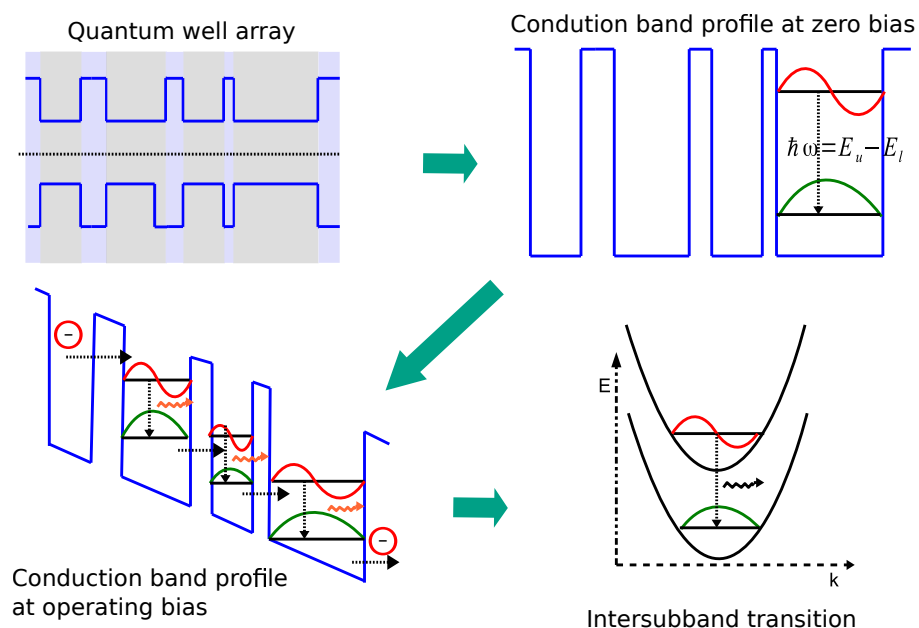 Quantum well array
Condution band profile at zero bias
ħ ω=E_u−E_l
−
−
Conduction band profile
at operating bias
E
k
Intersubband transition